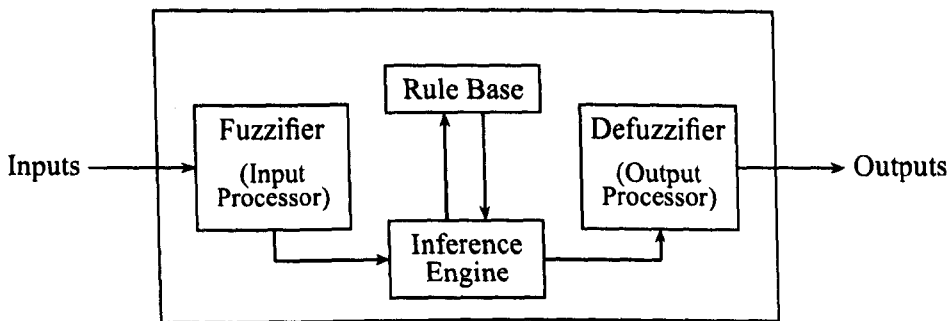 Inputs
Fuzzifier
(Input
Processor)
Rule Base
Inference
Engine
Defuzzifier
(Output
Processor)
Outputs